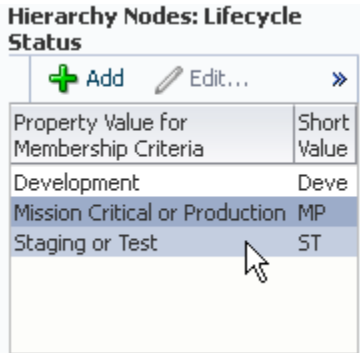 Hierarchy Nodes: Lifecycle
Status
Add Edit... »
Property Value for Short
Membership Criteria Value
Development Deve
Mission Critical or Production MP
Staging or Test ST